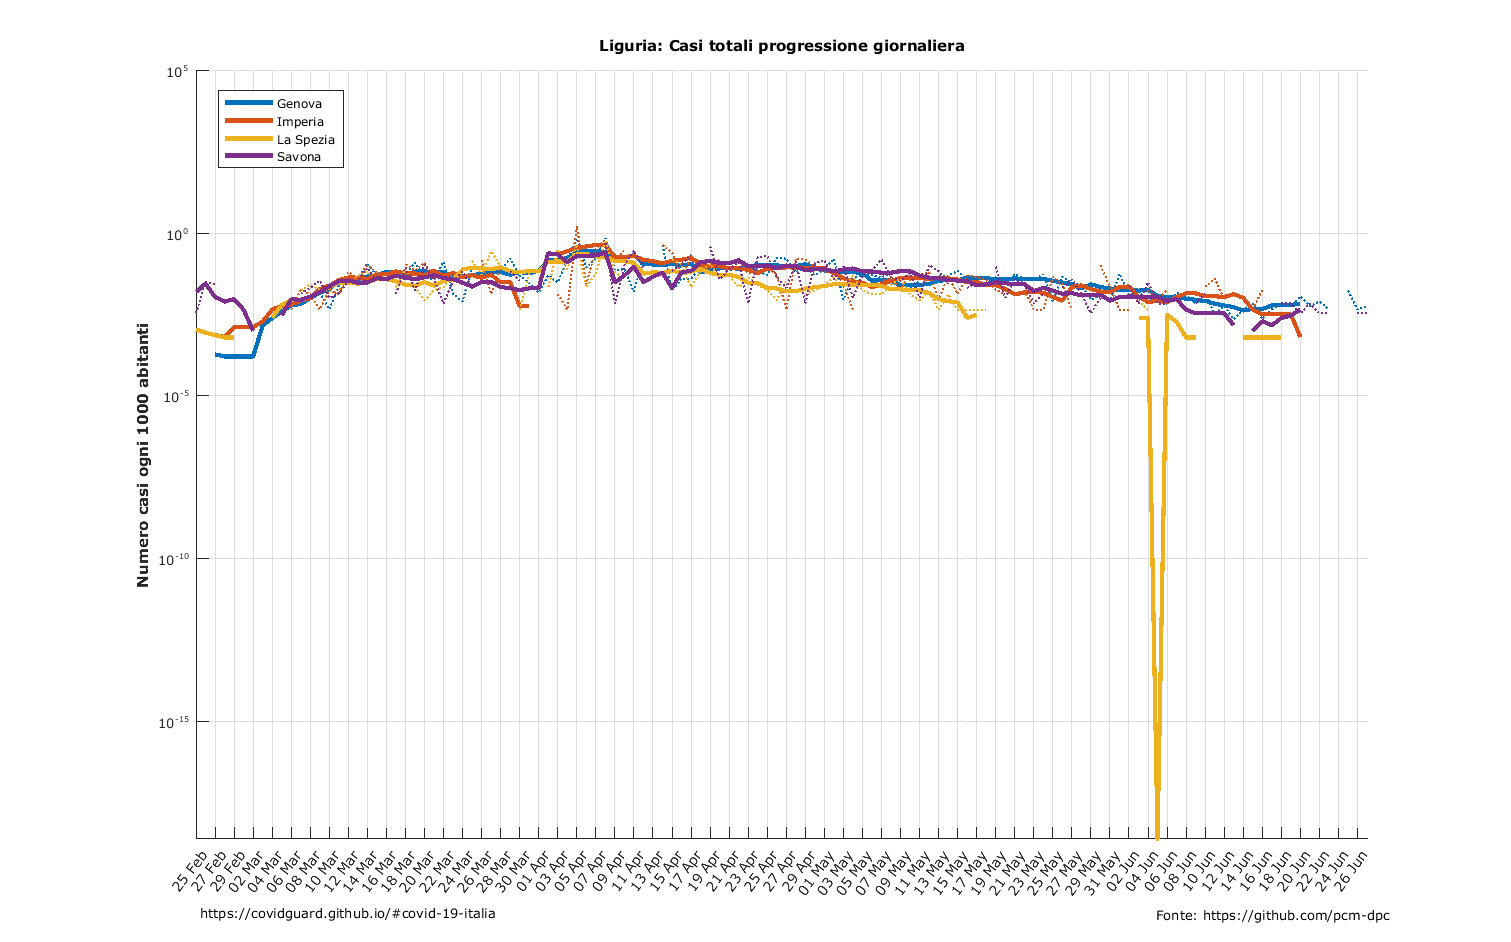 Liguria: Casi totali progressione giornaliera
10^5
10^0
10^-5
10^-10
10^-15
Numero casi ogni 1000 abitanti
Genova
Imperia
La Spezia
Savona
25 Feb
27 Feb
29 Feb
02 Mar
04 Mar
06 Mar
08 Mar
10 Mar
12 Mar
14 Mar
16 Mar
18 Mar
20 Mar
22 Mar
24 Mar
26 Mar
28 Mar
30 Mar
01 Apr
03 Apr
05 Apr
07 Apr
09 Apr
11 Apr
13 Apr
15 Apr
17 Apr
19 Apr
21 Apr
23 Apr
25 Apr
27 Apr
29 Apr
01 May
03 May
05 May
07 May
09 May
11 May
13 May
15 May
17 May
19 May
21 May
23 May
25 May
27 May
29 May
31 May
02 Jun
04 Jun
06 Jun
08 Jun
10 Jun
12 Jun
14 Jun
16 Jun
18 Jun
20 Jun
22 Jun
24 Jun
26 Jun
https://covidguard.github.io/#covid-19-italia
Fonte: https://github.com/pcm-dpc